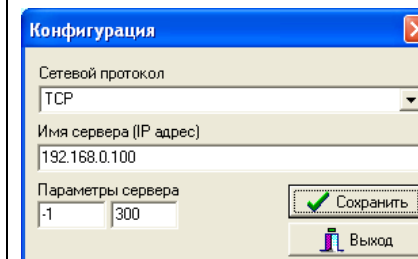 Конфигурация
Сетевой протокол
TCP
Имя сервера (IP адрес)
192.168.0.100
Параметры сервера
-1 300
Сохранить
Выход